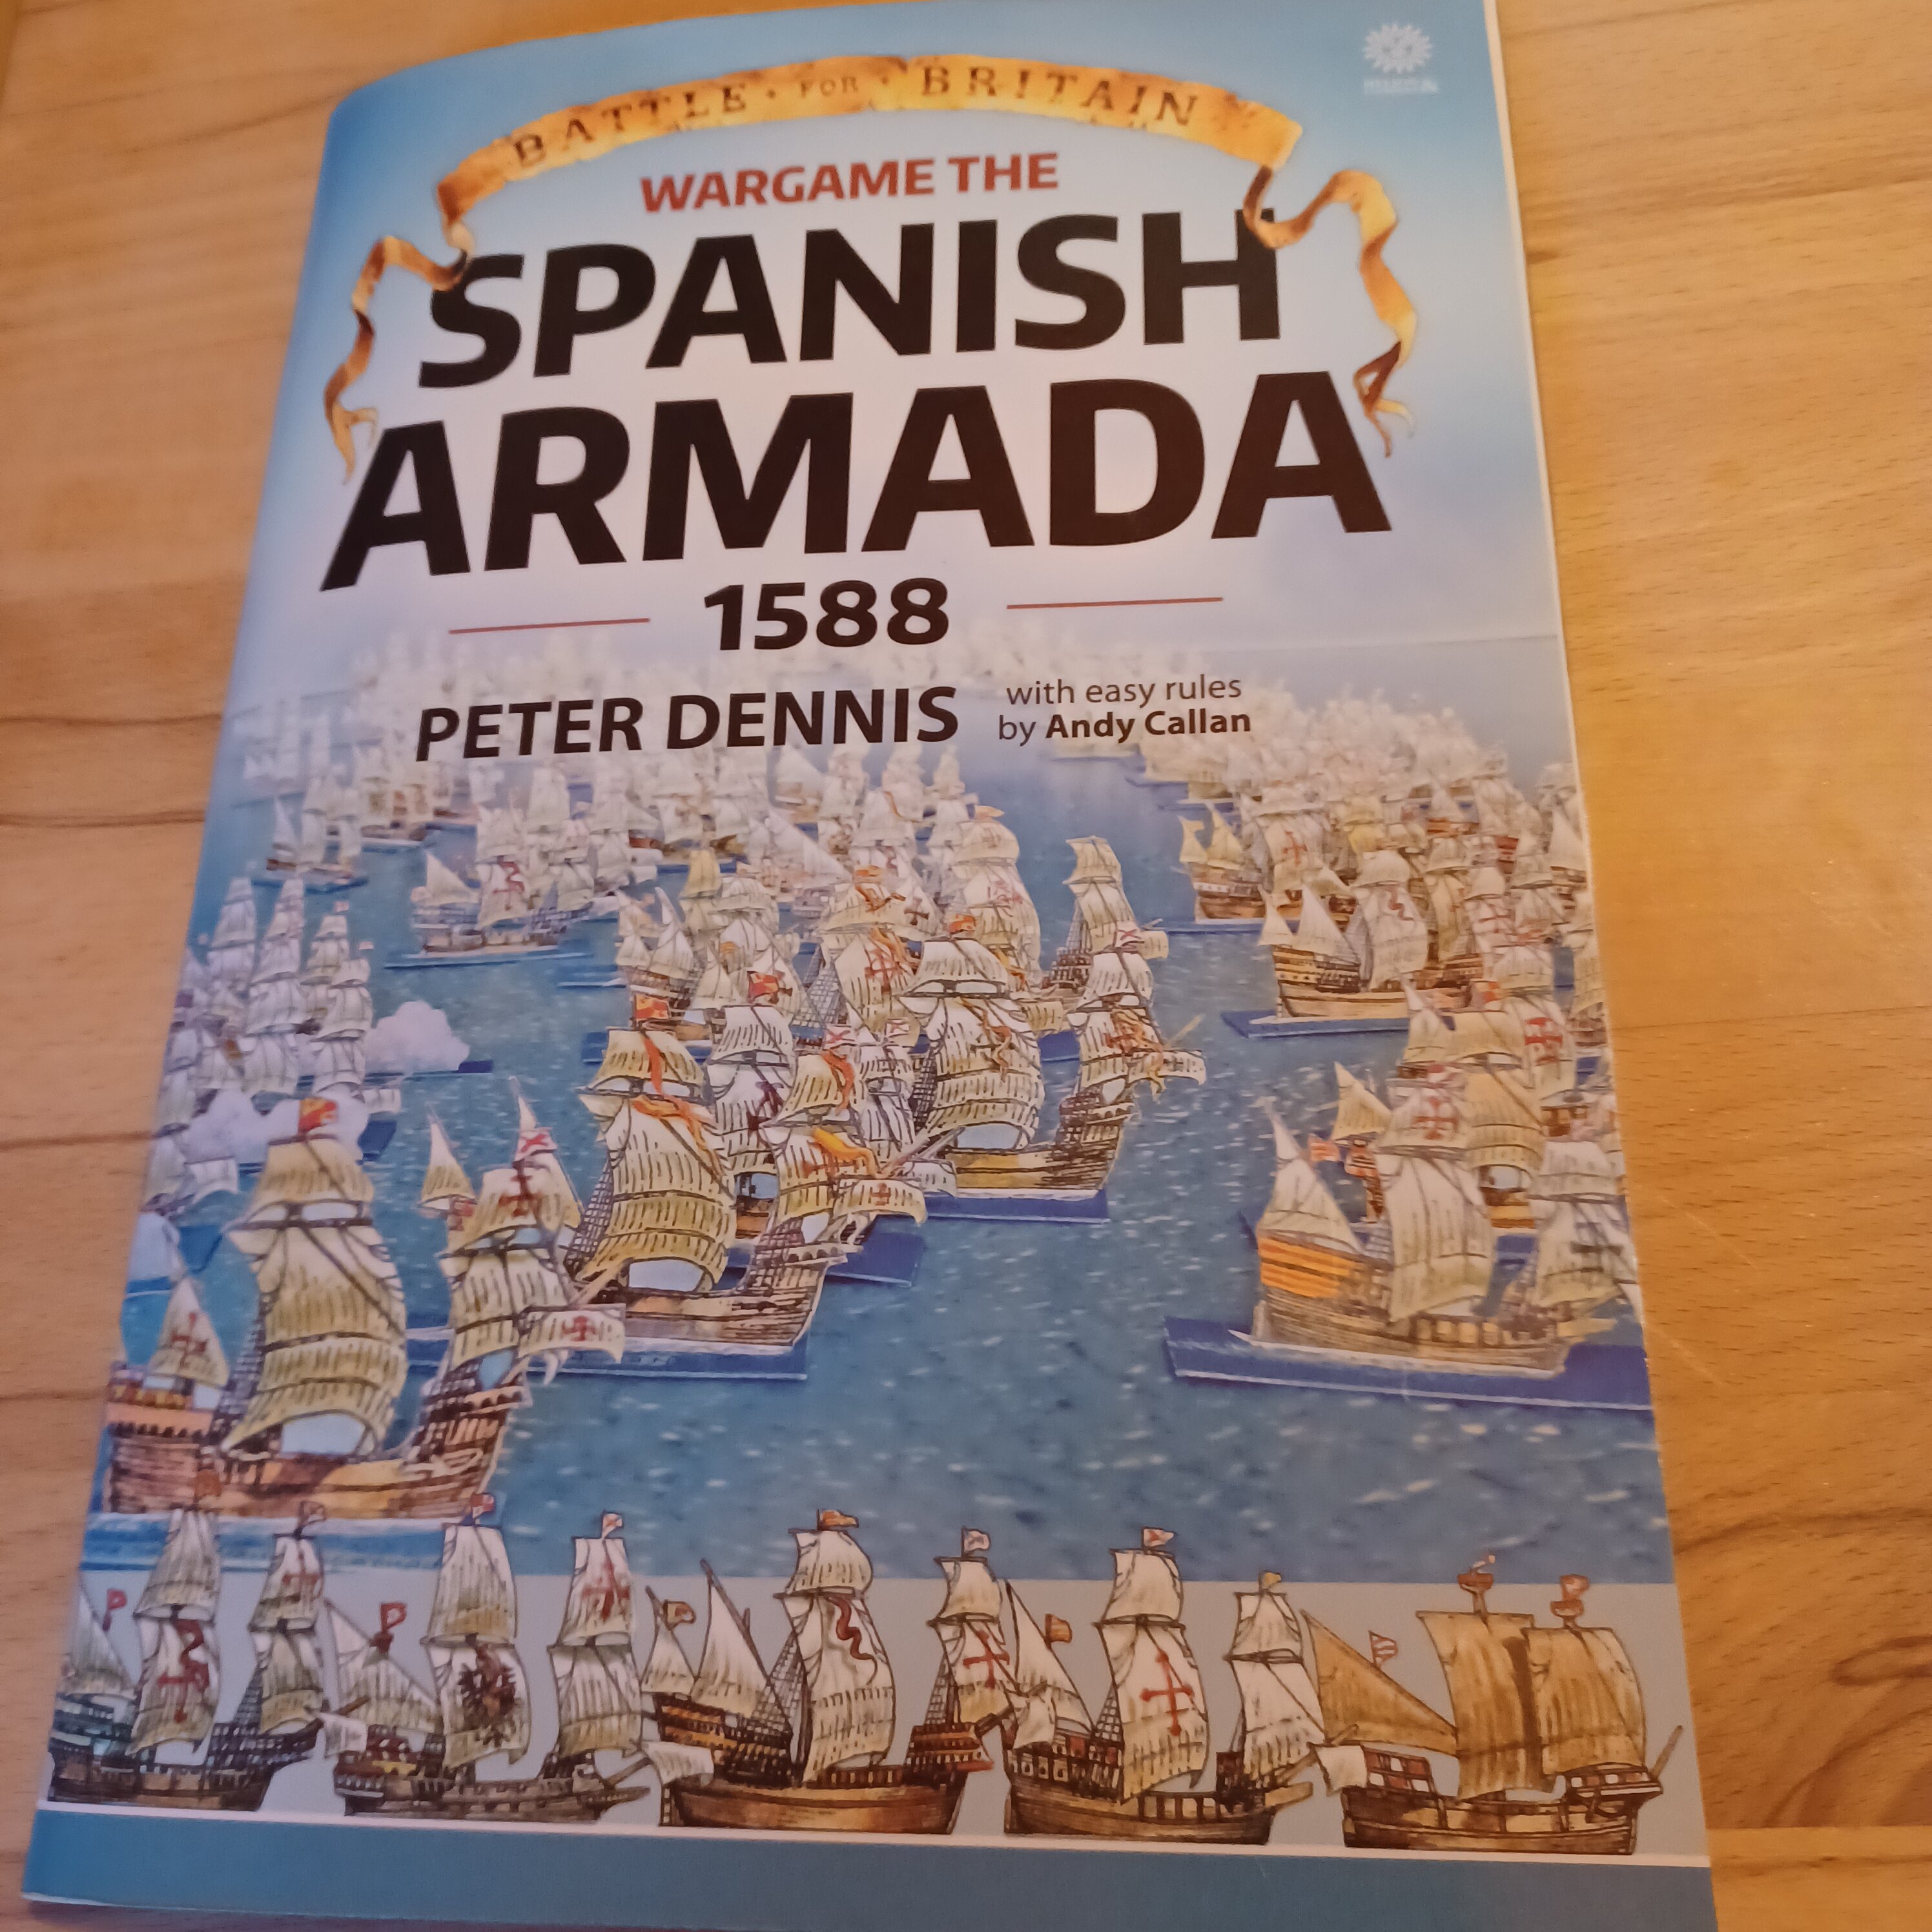 BATTLE • FOR • BRITAIN
WARGAME THE
SPANISH
ARMADA
1588
PETER DENNIS
with easy rules
by Andy Callan